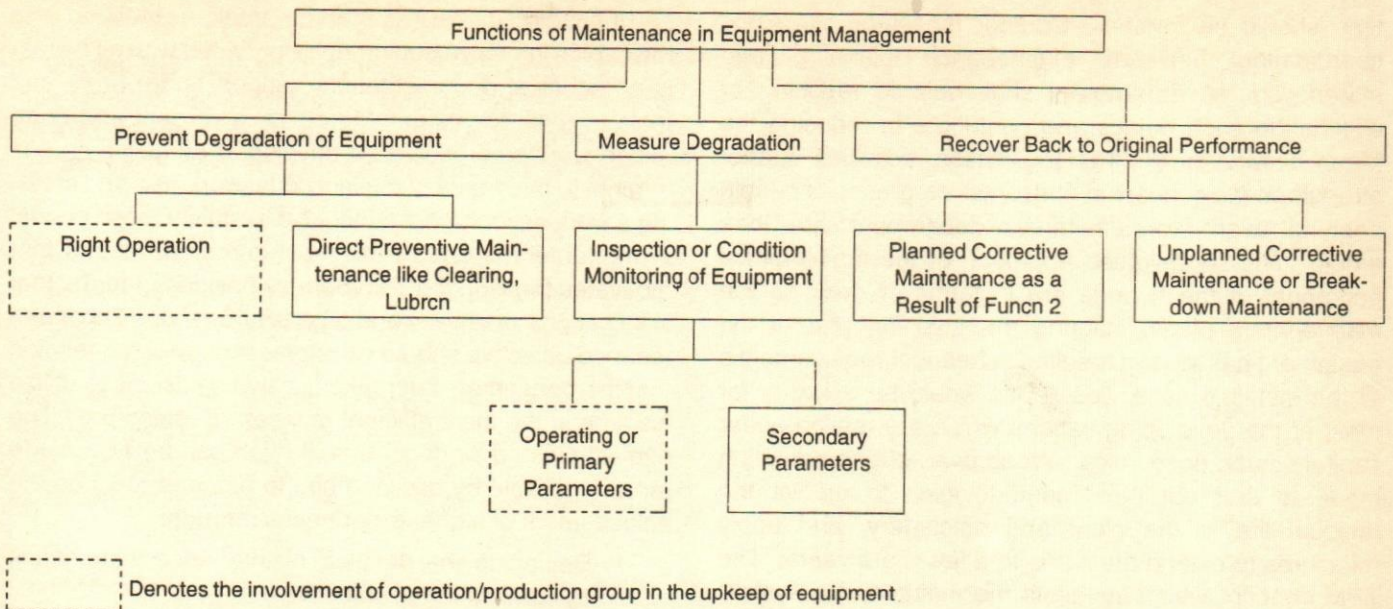 Functions of Maintenance in Equipment Management
Prevent Degradation of Equipment
Measure Degradation
Recover Back to Original Performance
Right Operation
Direct Preventive Main-
tenance like Clearing,
Lubrcn
Inspection or Condition
Monitoring of Equipment
Planned Corrective
Maintenance as a
Result of Funcn 2
Unplanned Corrective
Maintenance or Break-
down Maintenance
Operating or
Primary
Parameters
Secondary
Parameters
Denotes the involvement of operation/production group in the upkeep of equipment